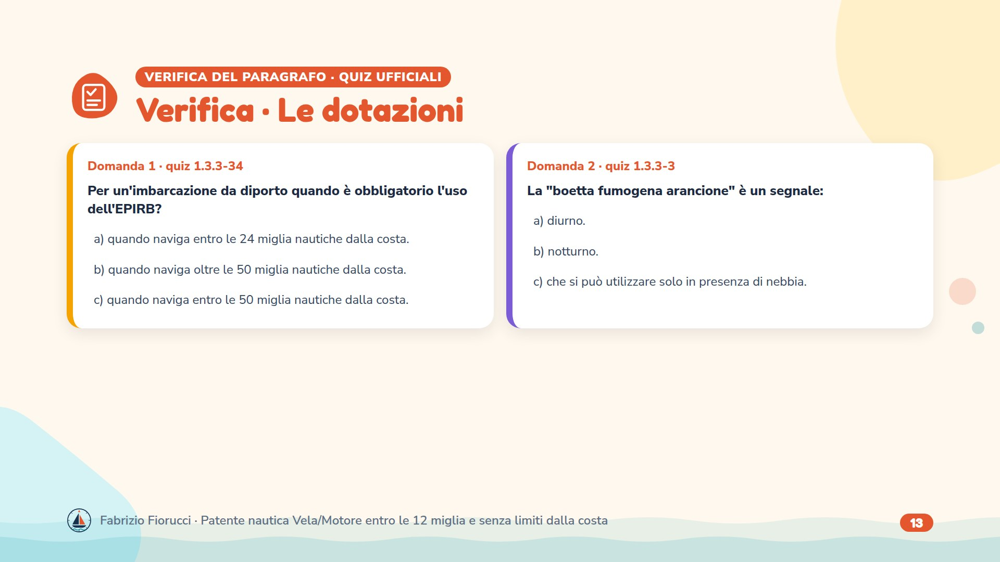 VERIFICA DEL PARAGRAFO · QUIZ UFFICIALI
Verifica · Le dotazioni
Domanda 1 · quiz 1.3.3-34
Per un'imbarcazione da diporto quando è obbligatorio l'uso
dell'EPIRB?
a) quando naviga entro le 24 miglia nautiche dalla costa.
b) quando naviga oltre le 50 miglia nautiche dalla costa.
c) quando naviga entro le 50 miglia nautiche dalla costa.
Domanda 2 · quiz 1.3.3-3
La "boetta fumogena arancione" è un segnale:
a) diurno.
b) notturno.
c) che si può utilizzare solo in presenza di nebbia.
Fabrizio Fiorucci · Patente nautica Vela/Motore entro le 12 miglia e senza limiti dalla costa
13